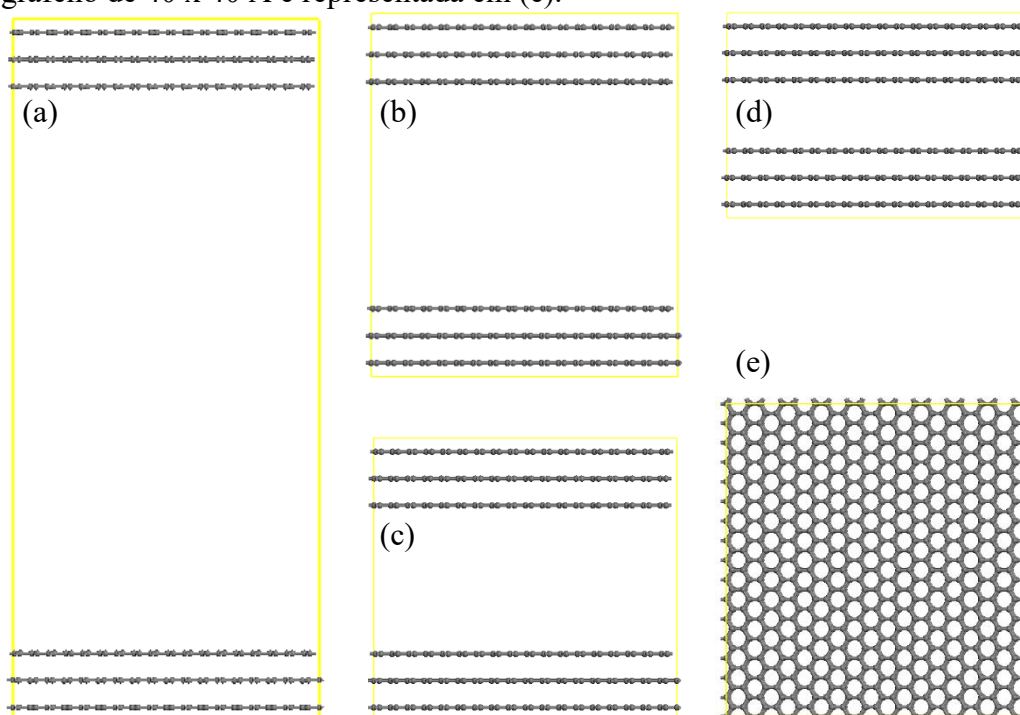 grafeno de 40 x 40 Å é representada em (e).
(a)
(b)
(d)
(e)
(c)